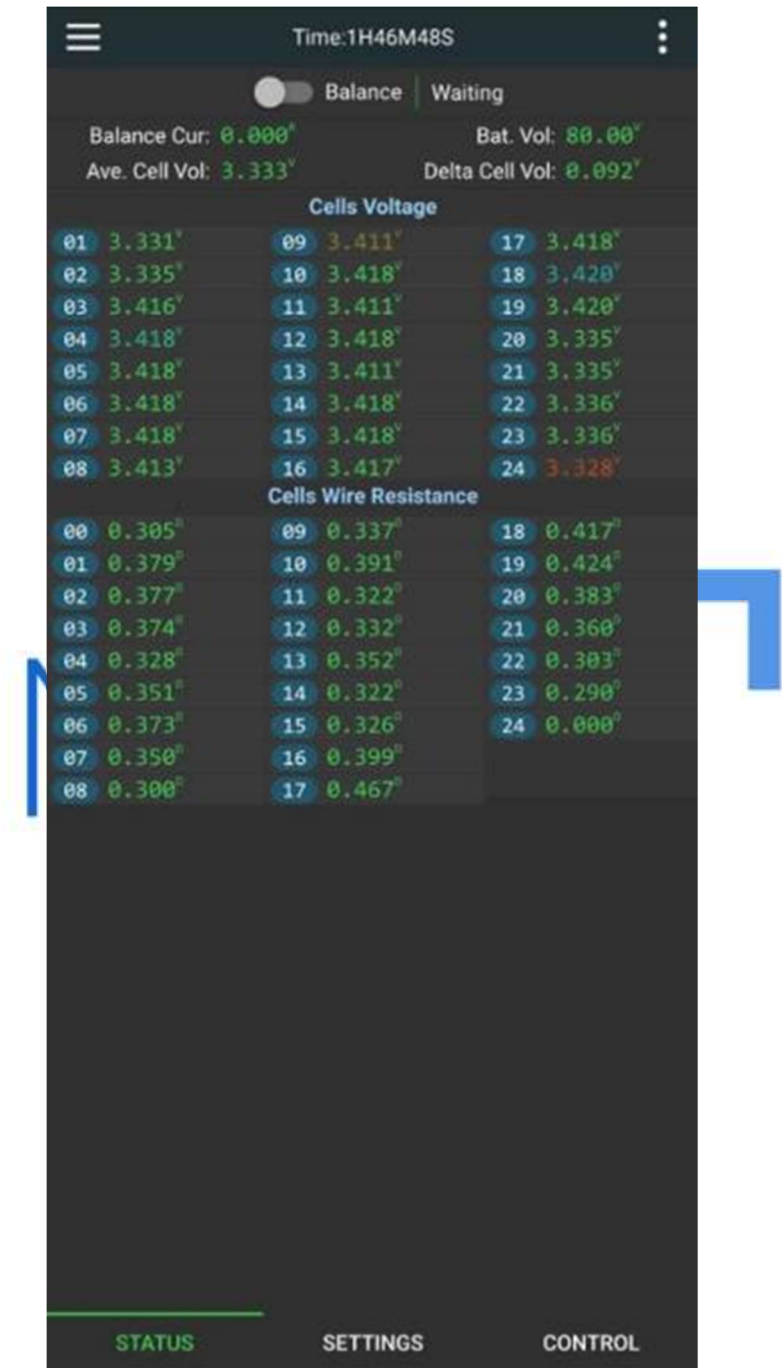 Time:1H46M48S
Balance Waiting
Balance Cur: 0.000A Bat. Vol: 80.00V
Ave. Cell Vol: 3.333V Delta Cell Vol: 0.092V
Cells Voltage
01 3.331V 09 3.411V 17 3.418V
02 3.335V 10 3.418V 18 3.420V
03 3.416V 11 3.411V 19 3.420V
04 3.418V 12 3.418V 20 3.335V
05 3.418V 13 3.411V 21 3.335V
06 3.418V 14 3.418V 22 3.336V
07 3.418V 15 3.418V 23 3.336V
08 3.413V 16 3.417V 24 3.328V
Cells Wire Resistance
00 0.305Ω 09 0.337Ω 18 0.417Ω
01 0.379Ω 10 0.391Ω 19 0.424Ω
02 0.377Ω 11 0.322Ω 20 0.383Ω
03 0.374Ω 12 0.332Ω 21 0.360Ω
04 0.328Ω 13 0.352Ω 22 0.303Ω
05 0.351Ω 14 0.322Ω 23 0.290Ω
06 0.373Ω 15 0.326Ω 24 0.000Ω
07 0.350Ω 16 0.399Ω
08 0.300Ω 17 0.467Ω
STATUS SETTINGS CONTROL